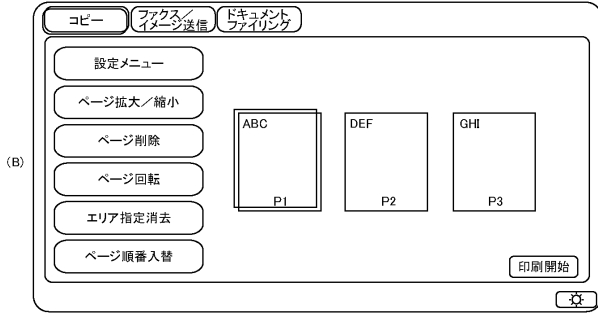 コピー
ファクス／
イメージ送信
ドキュメント
ファイリング
設定メニュー
ページ拡大／縮小
ページ削除
ページ回転
エリア指定消去
ページ順番入替
(B)
ABC
P1
DEF
P2
GHI
P3
印刷開始